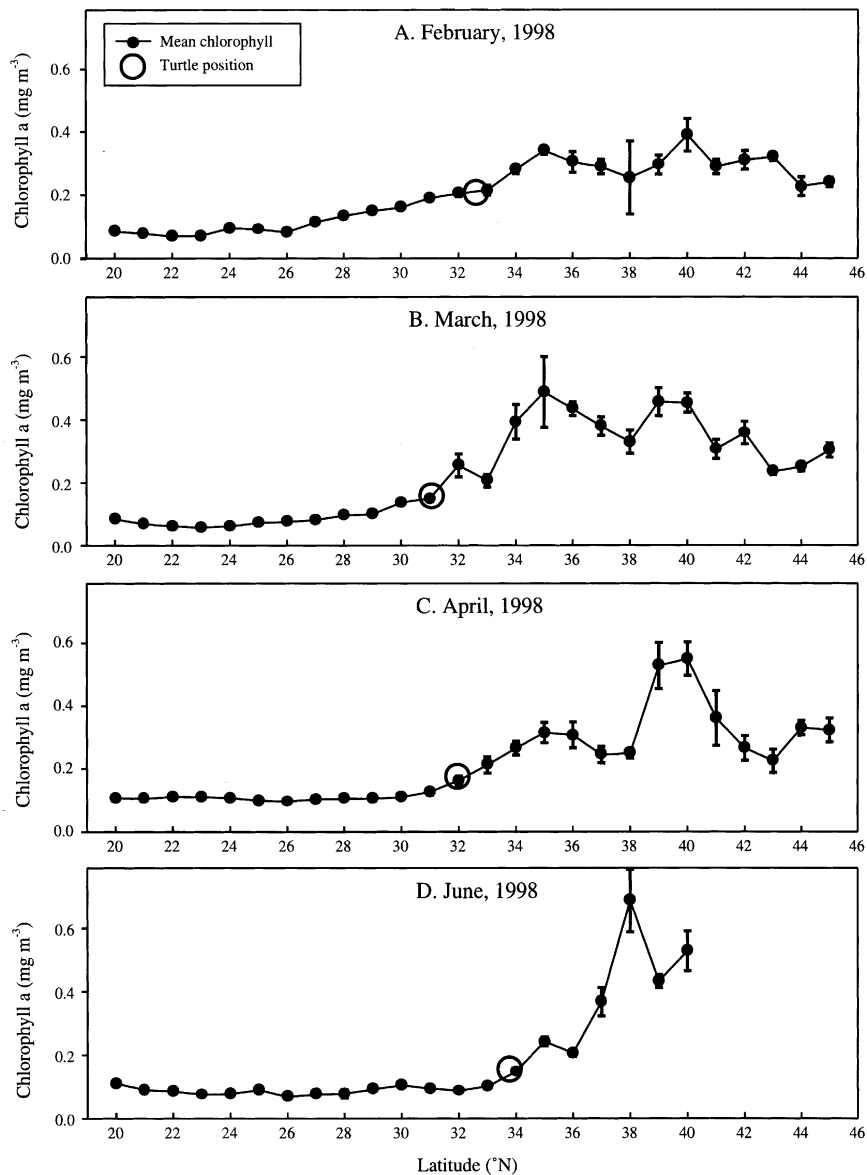 A. February, 1998
Mean chlorophyll
Turtle position
Chlorophyll a (mg m⁻³)
0.6
0.4
0.2
0.0
20 22 24 26 28 30 32 34 36 38 40 42 44 46
B. March, 1998
Chlorophyll a (mg m⁻³)
0.6
0.4
0.2
0.0
20 22 24 26 28 30 32 34 36 38 40 42 44 46
C. April, 1998
Chlorophyll a (mg m⁻³)
0.6
0.4
0.2
0.0
20 22 24 26 28 30 32 34 36 38 40 42 44 46
D. June, 1998
Chlorophyll a (mg m⁻³)
0.6
0.4
0.2
0.0
20 22 24 26 28 30 32 34 36 38 40 42 44 46
Latitude (°N)